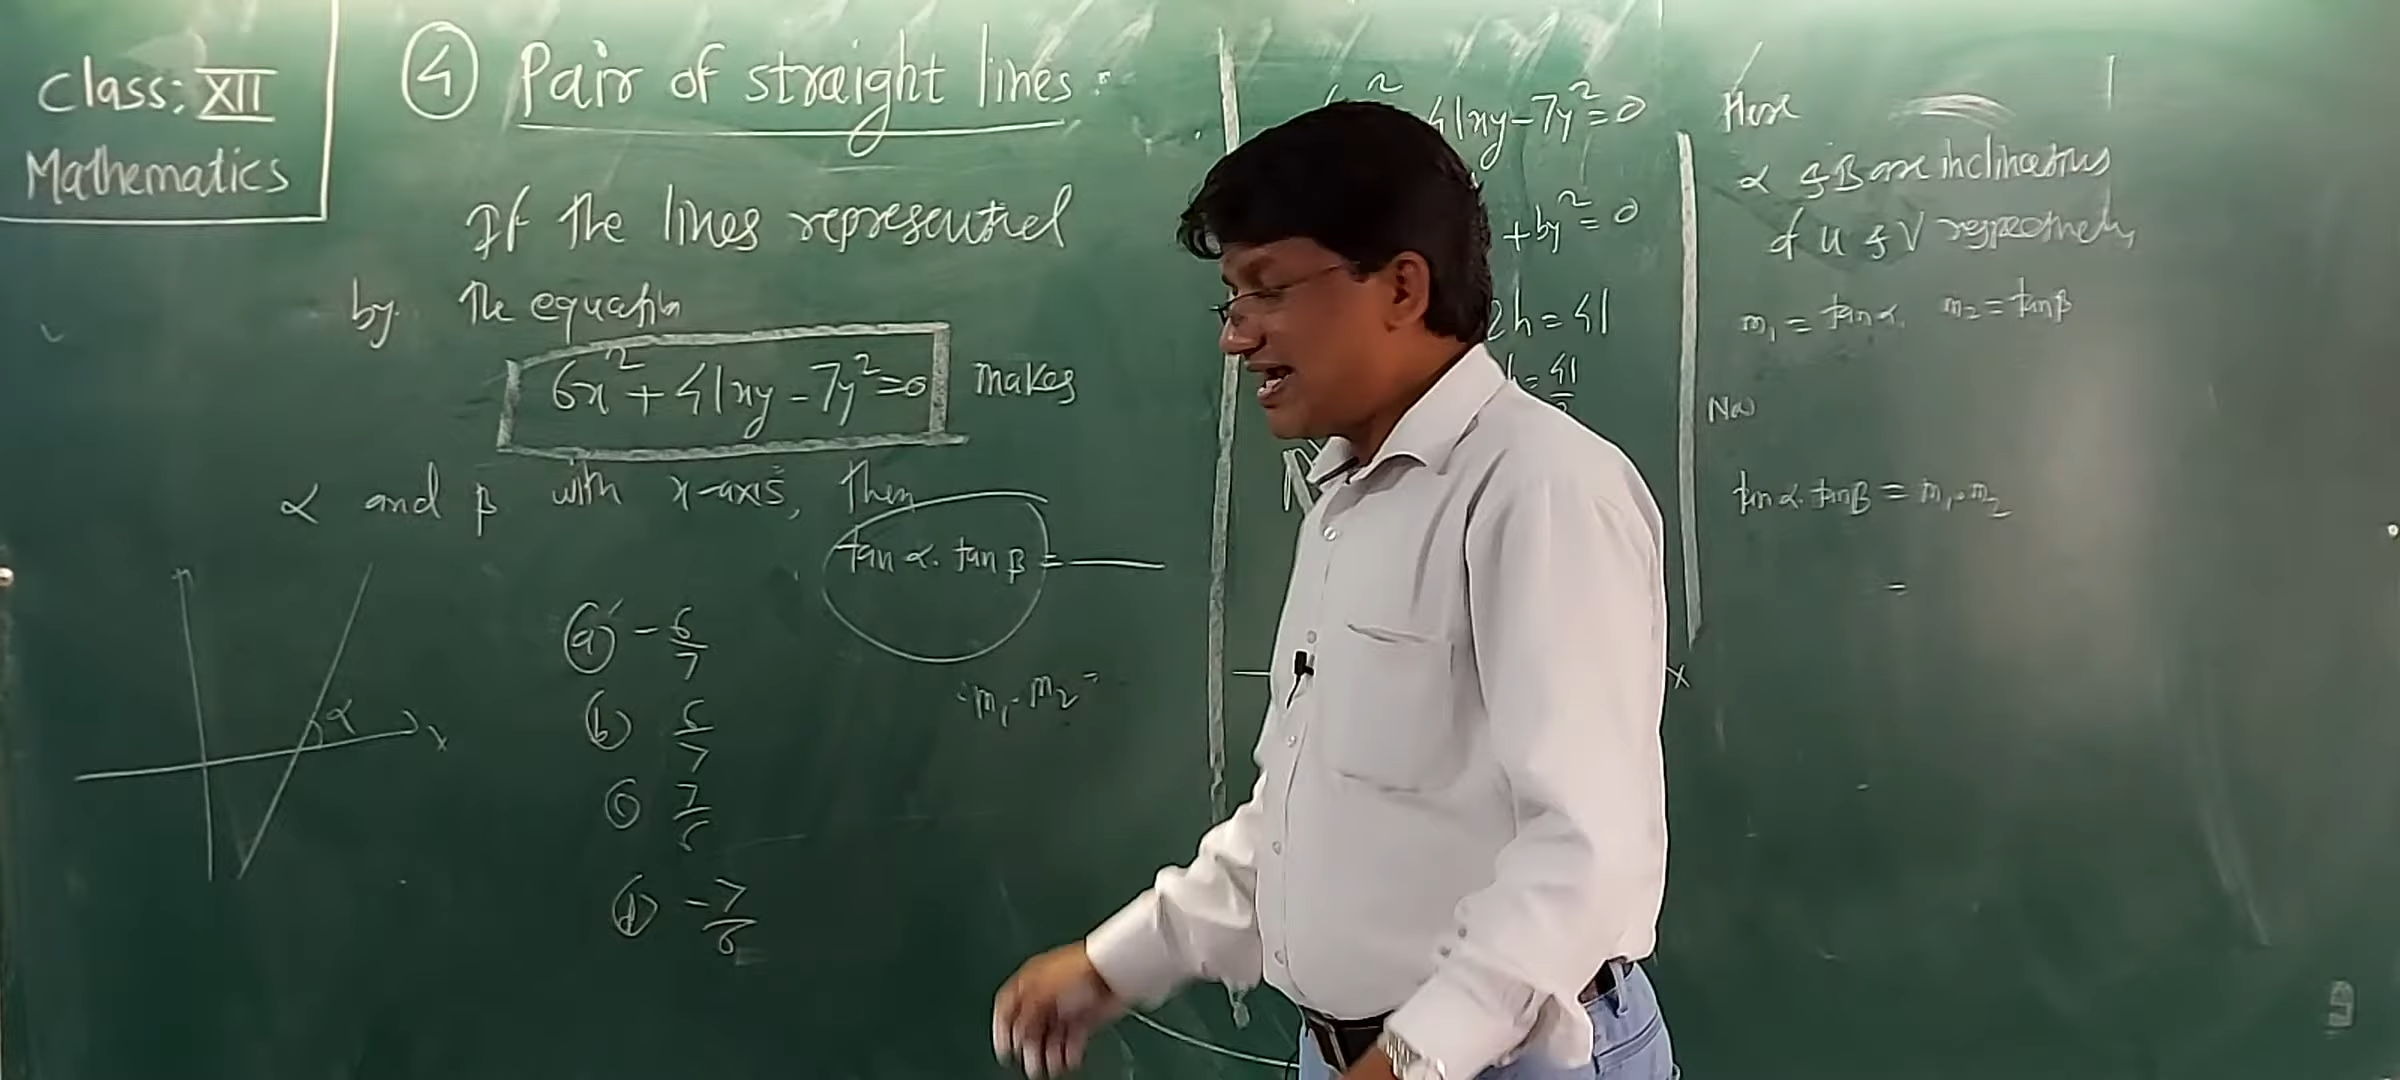 Class: XII
Mathematics
④ Pair of straight lines:
If the lines represented
by the equation
6x² + 41xy - 7y² = 0 makes
α and β with x-axis, then
tan α. tan β = ____
(a) - 6/7
(b) 6/7
(c) 7/6
(d) - 7/6
m₁. m₂ =
α
x
41xy - 7y² = 0
+ by² = 0
2h = 41
h = 41/2
x
Here
α & β are inclinations
of U & V respectively
m₁ = tan α. m₂ = tan β
Now
tan α. tan β = m₁. m₂
=